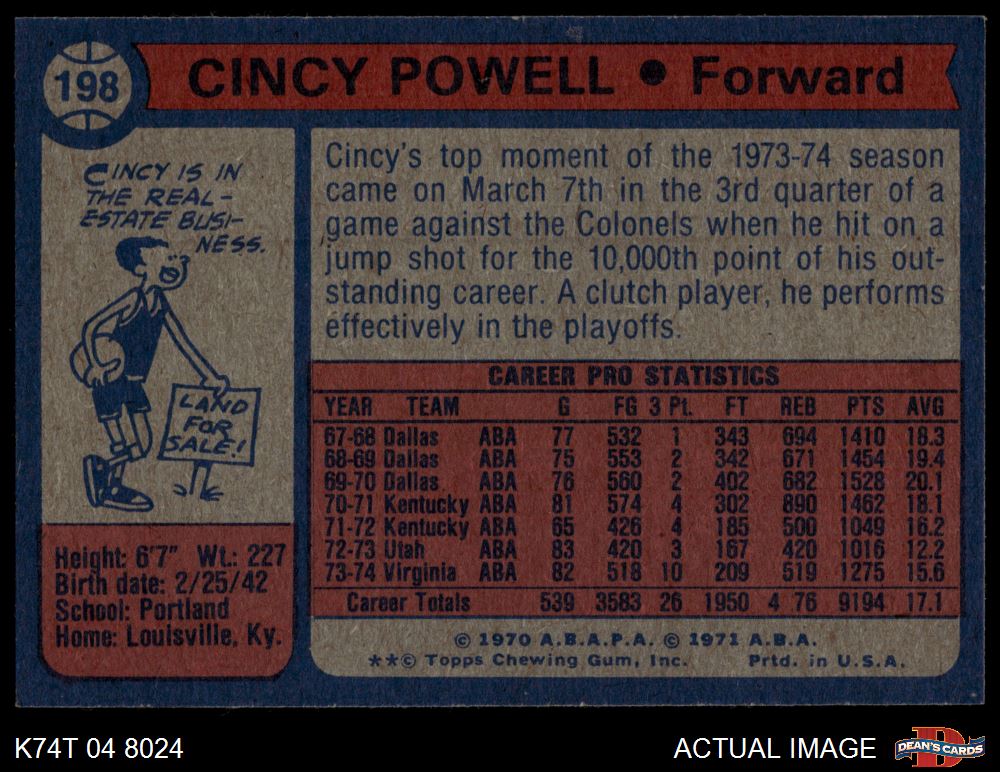 198
CINCY POWELL • Forward
CINCY IS IN
THE REAL-
ESTATE BUSI-
NESS.
LAND
FOR
SALE!
Height: 6'7" Wt.: 227
Birth date: 2/25/42
School: Portland
Home: Louisville, Ky.
Cincy's top moment of the 1973-74 season
came on March 7th in the 3rd quarter of a
game against the Colonels when he hit on a
jump shot for the 10,000th point of his out-
standing career. A clutch player, he performs
effectively in the playoffs.
CAREER PRO STATISTICS
YEAR TEAM G FG 3 Pt. FT REB PTS AVG
67-68 Dallas ABA 77 532 1 343 694 1410 18.3
68-69 Dallas ABA 75 553 2 342 671 1454 19.4
69-70 Dallas ABA 76 560 2 402 682 1528 20.1
70-71 Kentucky ABA 81 574 4 302 890 1462 18.1
71-72 Kentucky ABA 65 426 4 185 500 1049 16.2
72-73 Utah ABA 83 420 3 167 420 1016 12.2
73-74 Virginia ABA 82 518 10 209 519 1275 15.6
Career Totals 539 3583 26 1950 4 76 9194 17.1
© 1970 A.B.A.P.A. © 1971 A.B.A.
**© Topps Chewing Gum, Inc. Prtd. in U.S.A.
K74T 04 8024
ACTUAL IMAGE
D
DEAN'S CARDS